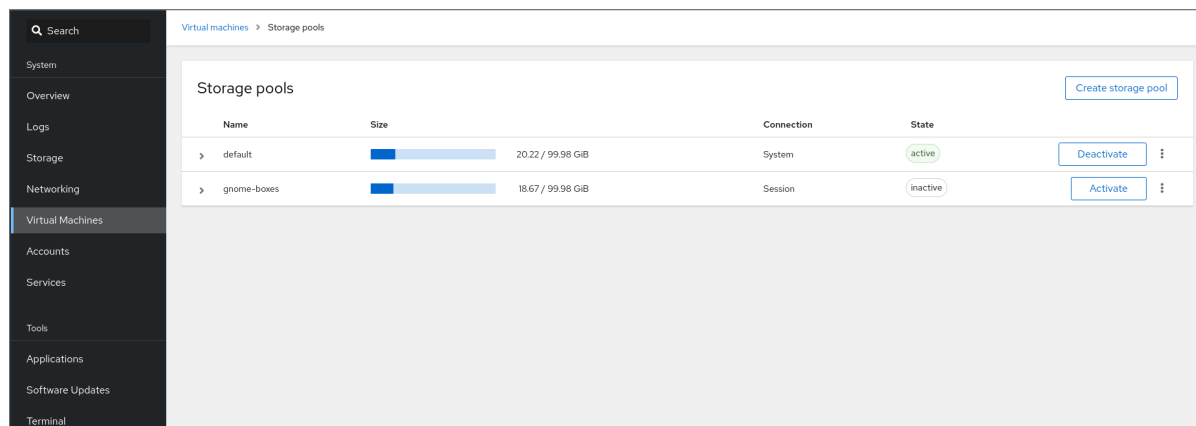 Search
System
Overview
Logs
Storage
Networking
Virtual Machines
Accounts
Services
Tools
Applications
Software Updates
Terminal
Virtual machines > Storage pools
Storage pools
Create storage pool
Name Size Connection State
default 20.22 / 99.98 GiB System active Deactivate
gnome-boxes 18.67 / 99.98 GiB Session inactive Activate